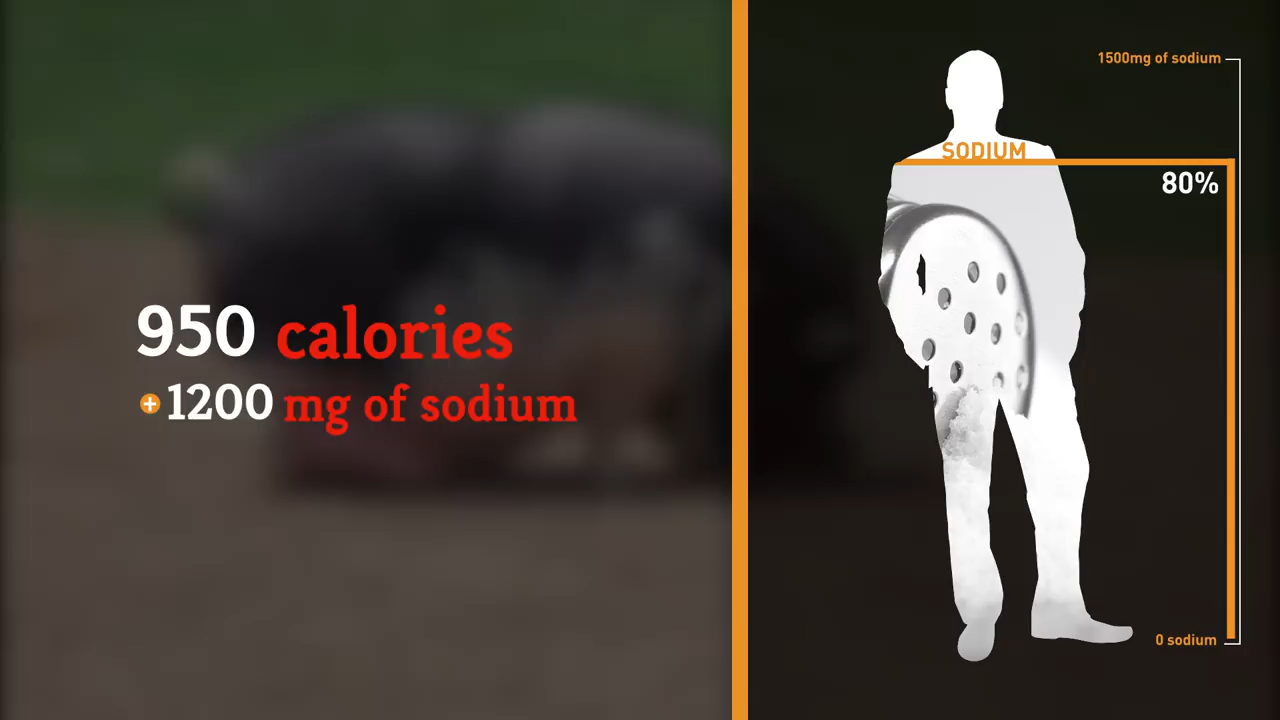 950 calories
+ 1200 mg of sodium
1500mg of sodium
SODIUM
80%
0 sodium